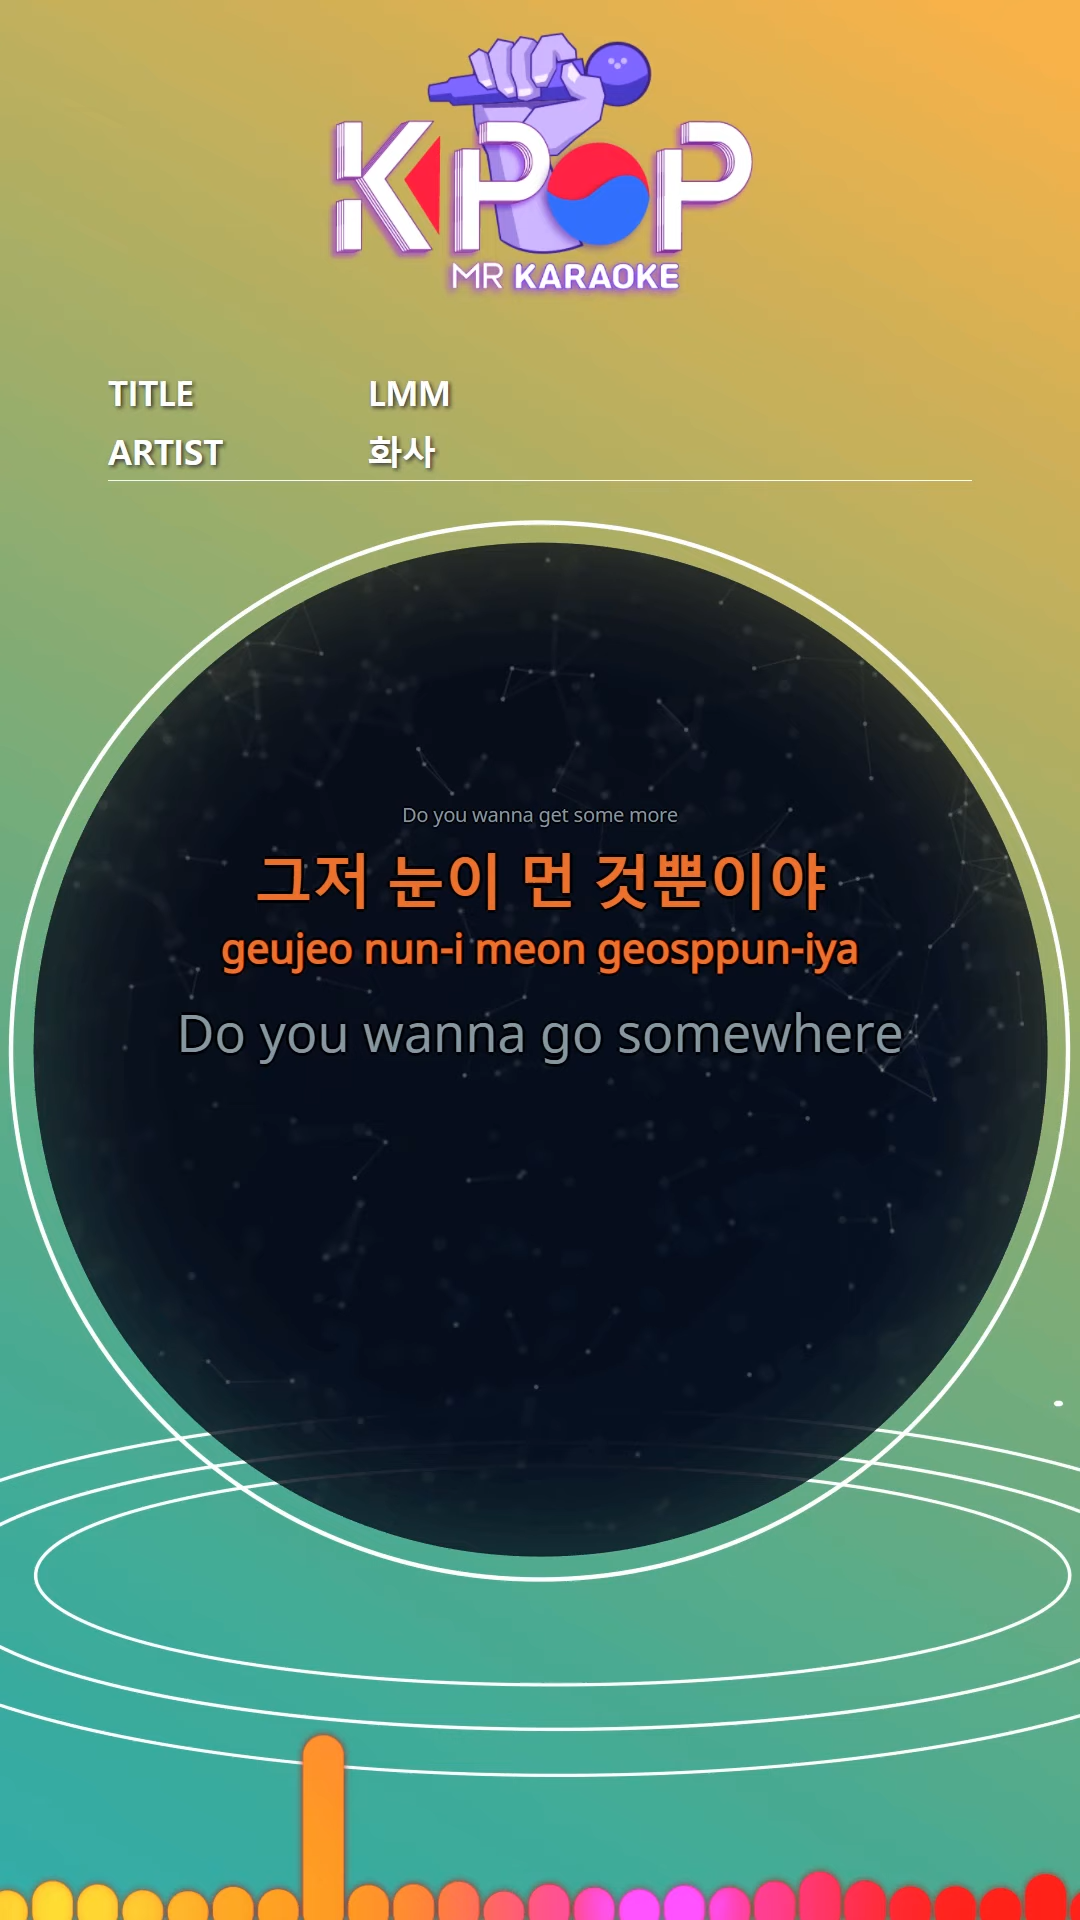 KPOP
MR KARAOKE
TITLE LMM
ARTIST 화사
Do you wanna get some more
그저 눈이 먼 것뿐이야
geujeo nun-i meon geosppun-iya
Do you wanna go somewhere